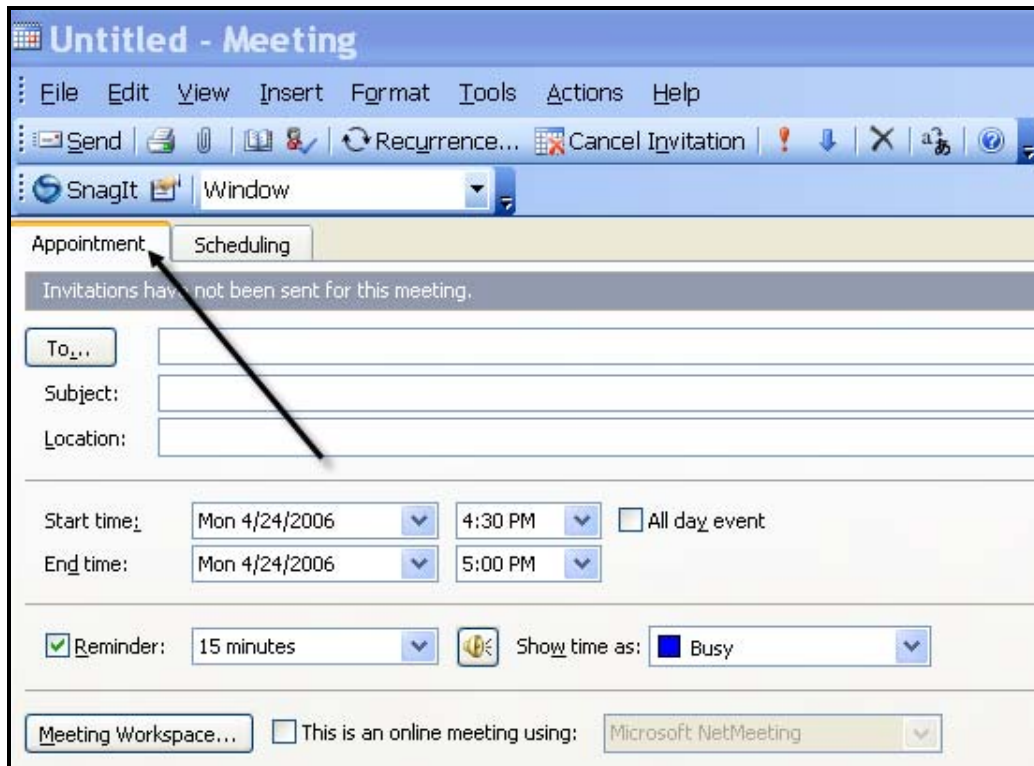 Untitled - Meeting
File Edit View Insert Format Tools Actions Help
Send Recurrence... Cancel Invitation
SnagIt Window
Appointment Scheduling
Invitations have not been sent for this meeting.
To...
Subject:
Location:
Start time: Mon 4/24/2006 4:30 PM All day event
End time: Mon 4/24/2006 5:00 PM
Reminder: 15 minutes Show time as: Busy
Meeting Workspace... This is an online meeting using: Microsoft NetMeeting